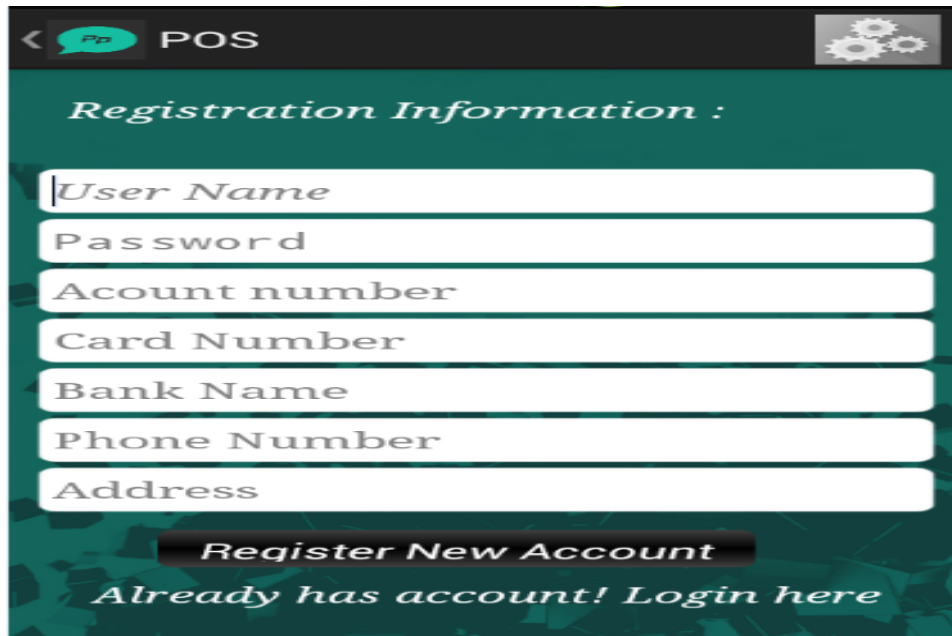 Pp POS
Registration Information :
User Name
Password
Acount number
Card Number
Bank Name
Phone Number
Address
Register New Account
Already has account! Login here